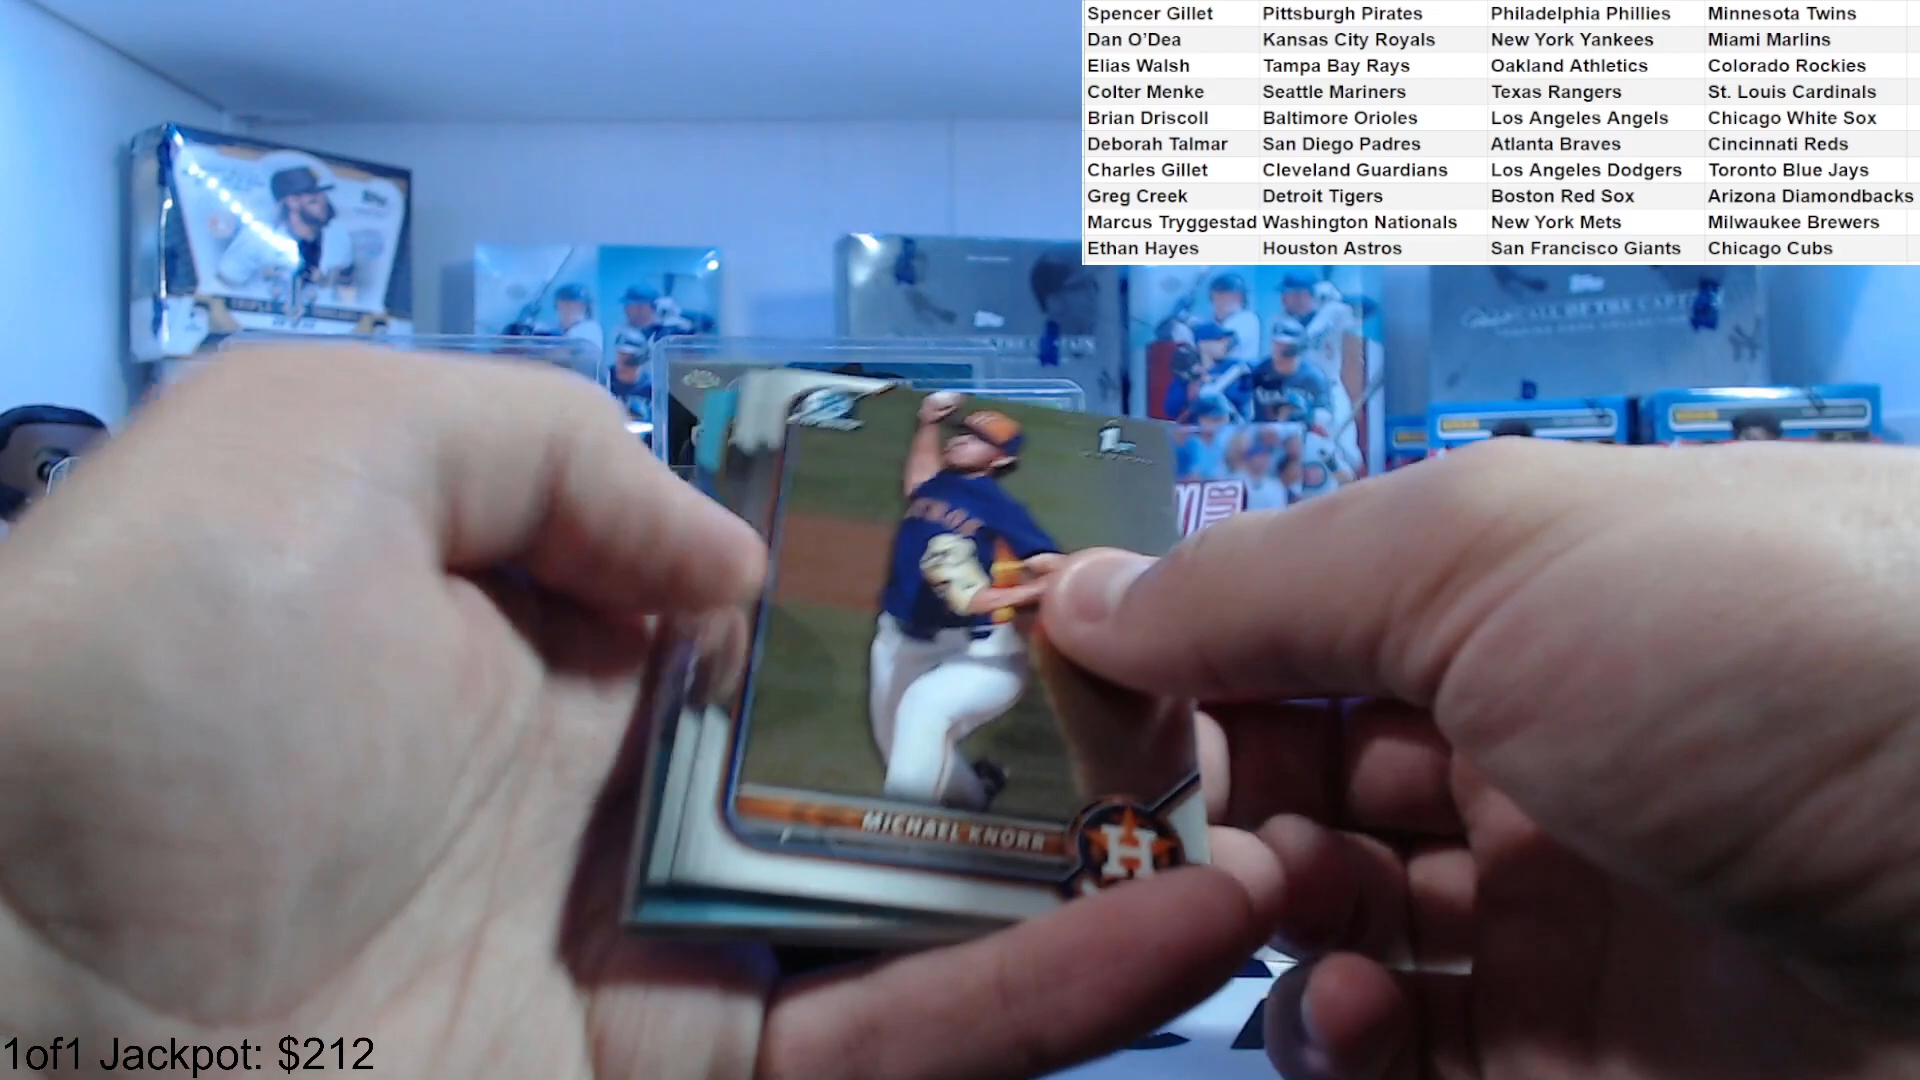 Spencer Gillet Pittsburgh Pirates Philadelphia Phillies Minnesota Twins
Dan O'Dea Kansas City Royals New York Yankees Miami Marlins
Elias Walsh Tampa Bay Rays Oakland Athletics Colorado Rockies
Colter Menke Seattle Mariners Texas Rangers St. Louis Cardinals
Brian Driscoll Baltimore Orioles Los Angeles Angels Chicago White Sox
Deborah Talmar San Diego Padres Atlanta Braves Cincinnati Reds
Charles Gillet Cleveland Guardians Los Angeles Dodgers Toronto Blue Jays
Greg Creek Detroit Tigers Boston Red Sox Arizona Diamondbacks
Marcus Tryggestad Washington Nationals New York Mets Milwaukee Brewers
Ethan Hayes Houston Astros San Francisco Giants Chicago Cubs
1st
MICHAEL KNORR
H
1of1 Jackpot: $212